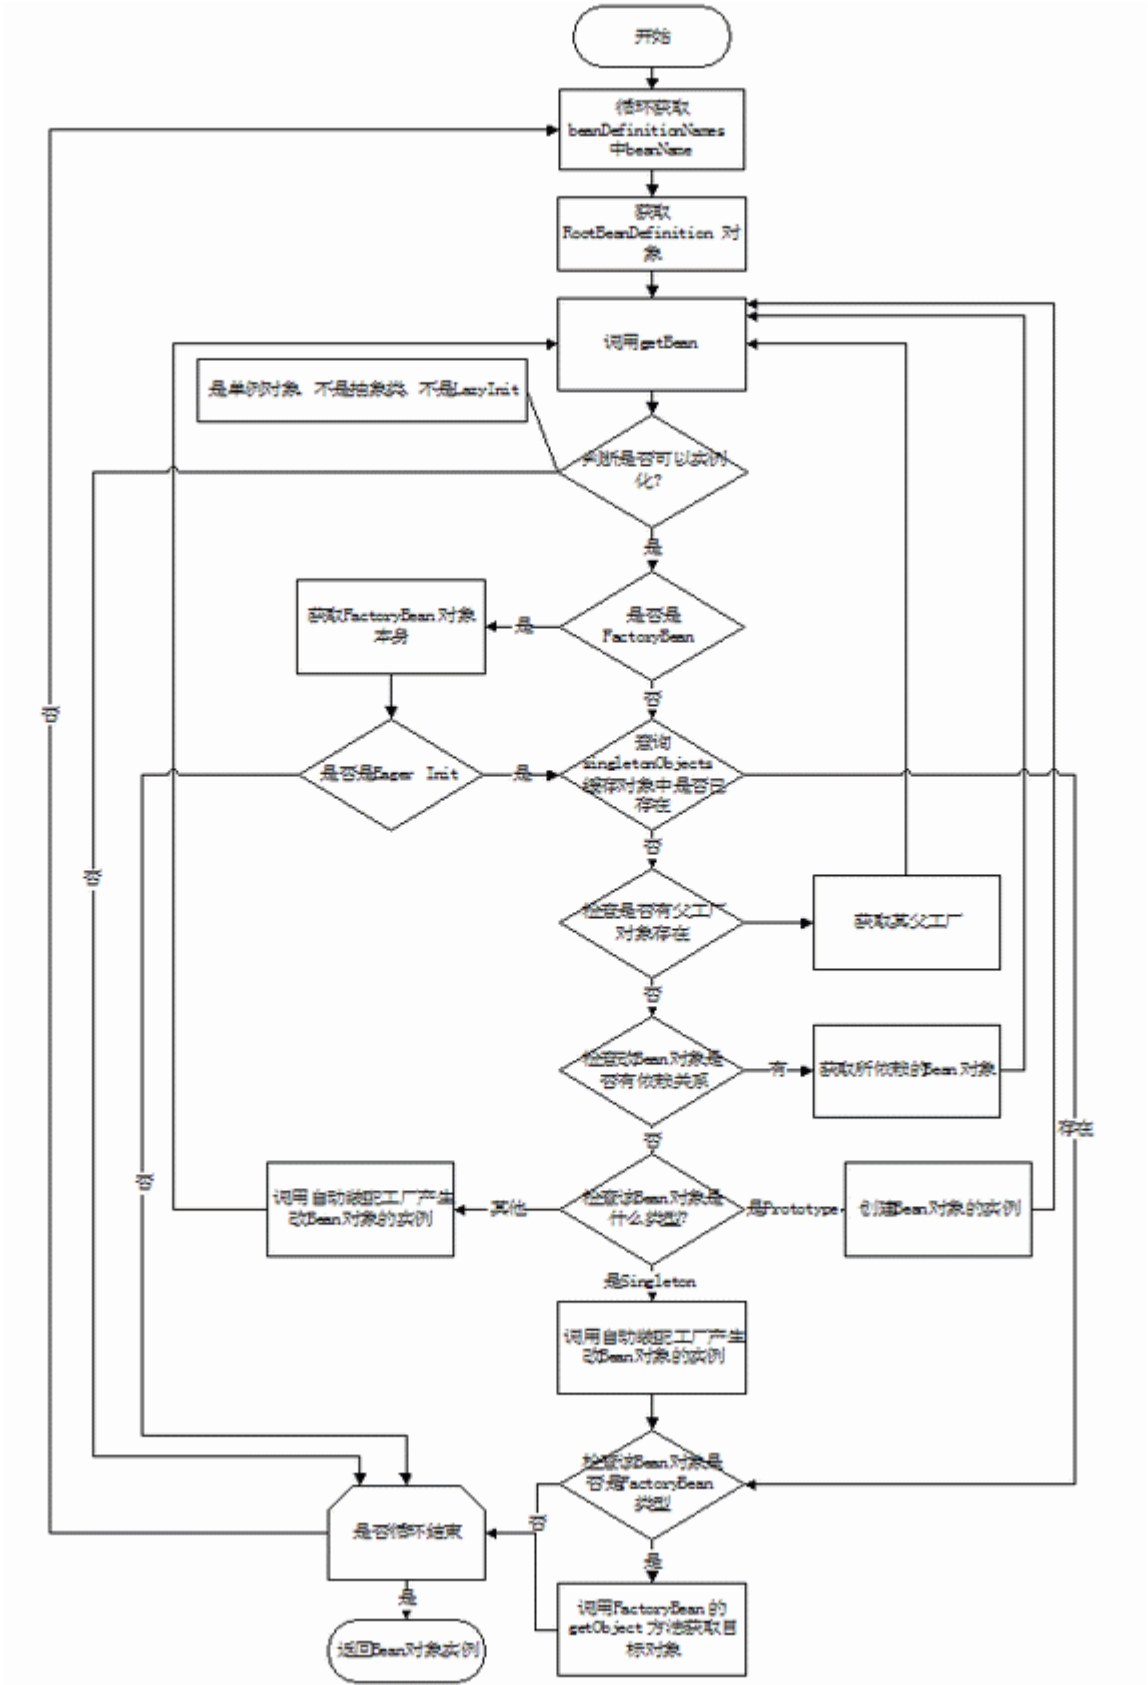 开始
循环获取
beanDefinitionNames
中beanName
获取
RootBeanDefinition 对
象
调用getBean
是单例对象、不是抽象类、不是LazyInit
判断是否可以实例
化?
是
获取FactoryBean 对象
本身
是
是否是
FactoryBean
否
否
是否是Eager Init
是
查询
singletonObjects
缓存对象中是否已
存在
否
否
检查是否有父工厂
对象存在
获取其父工厂
否
检查动Bean对象是
否有依赖关系
有
获取所依赖的Bean 对象
存在
否
否
调用自动装配工厂产生
改Bean对象的实例
其他
检查该Bean对象是
什么类型?
是Prototype
创建Bean对象的实例
是Singleton
调用自动装配工厂产生
改Bean对象的实例
检查该Bean对象是
否是FactoryBean
类型
否
是否循环结束
是
是
调用FactoryBean 的
getObject 方法获取目
标对象
返回Bean对象实例